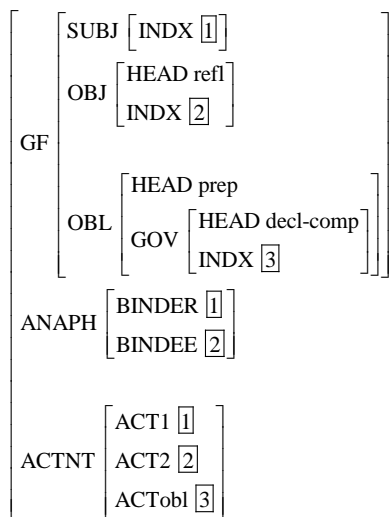 SUBJ [INDX 1]
HEAD refl
OBJ
INDX 2
GF
HEAD prep
OBL
HEAD decl-comp
GOV
INDX 3
BINDER 1
ANAPH
BINDEE 2
ACT1 1
ACTNT ACT2 2
ACTobl 3